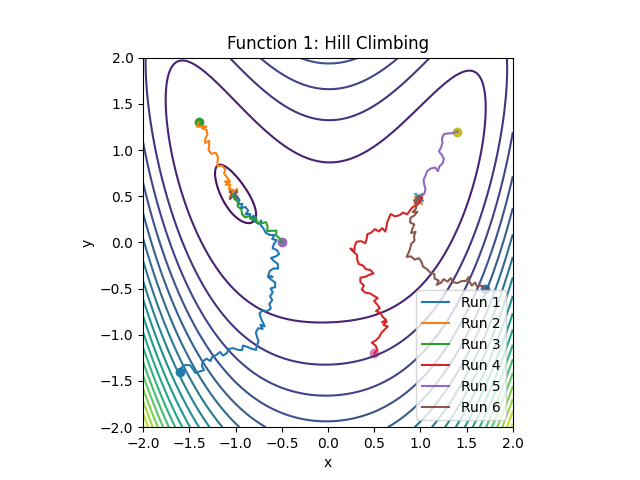 Function 1: Hill Climbing
2.0
1.5
1.0
0.5
0.0
−0.5
−1.0
−1.5
−2.0
y
Run 1
Run 2
Run 3
Run 4
Run 5
Run 6
−2.0 −1.5 −1.0 −0.5 0.0 0.5 1.0 1.5 2.0
x